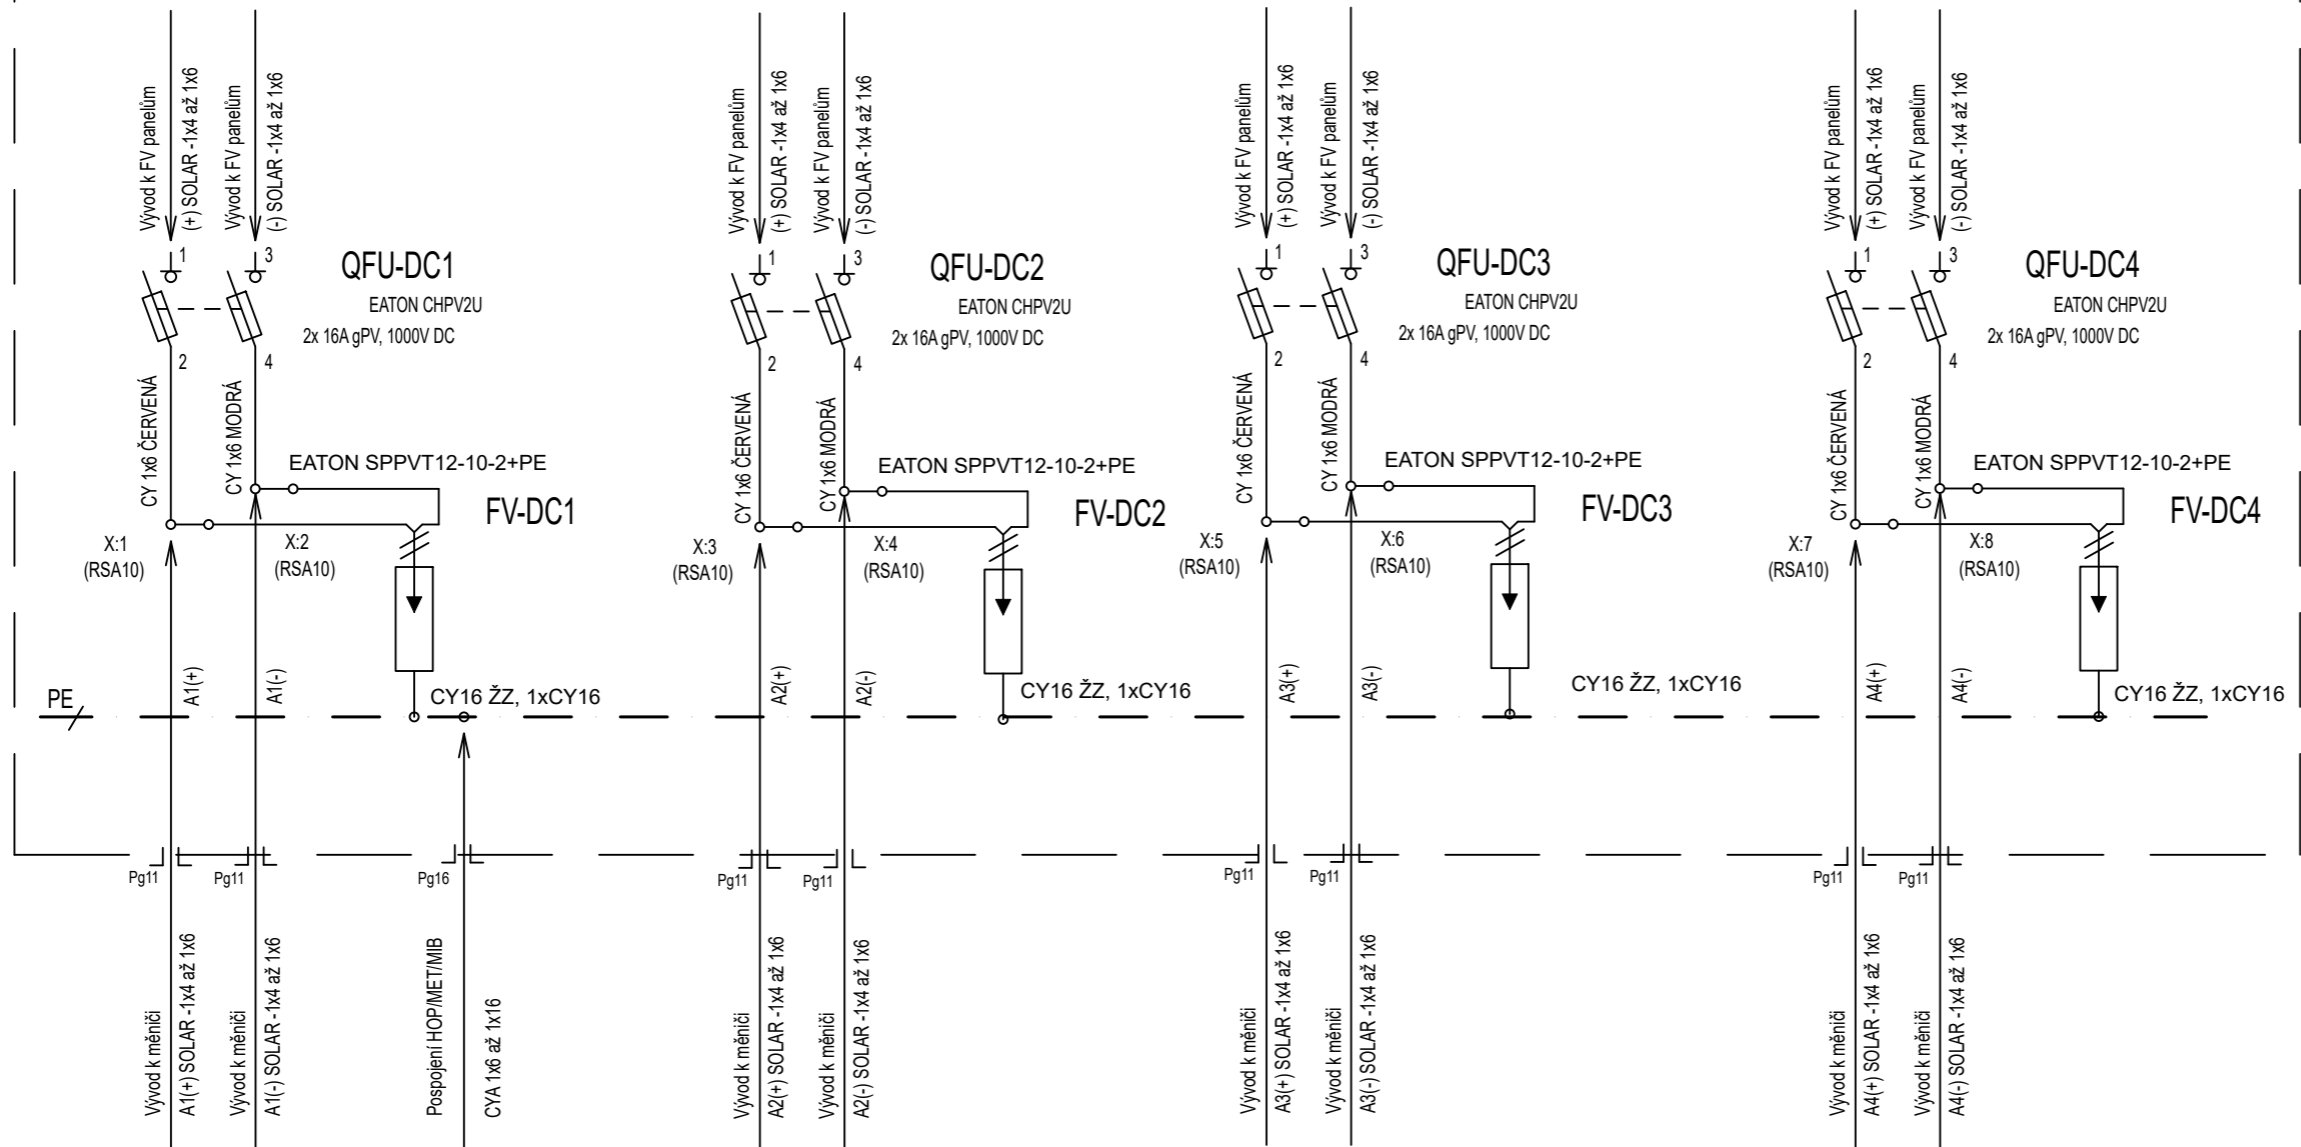 Vývod k FV panelům
(+) SOLAR -1x4 až 1x6
Vývod k FV panelům
(-) SOLAR -1x4 až 1x6
1
3
QFU-DC1
EATON CHPV2U
2x 16A gPV, 1000V DC
2
4
CY 1x6 ČERVENÁ
CY 1x6 MODRÁ
EATON SPPVT12-10-2+PE
FV-DC1
X:1
(RSA10)
X:2
(RSA10)
PE
A1(+)
A1(-)
CY16 ŽZ, 1xCY16
Pg11
Pg11
Pg16
Vývod k měniči
A1(+) SOLAR -1x4 až 1x6
Vývod k měniči
A1(-) SOLAR -1x4 až 1x6
Pospojení HOP/MET/MIB
CYA 1x6 až 1x16
Vývod k FV panelům
(+) SOLAR -1x4 až 1x6
Vývod k FV panelům
(-) SOLAR -1x4 až 1x6
1
3
QFU-DC2
EATON CHPV2U
2x 16A gPV, 1000V DC
2
4
CY 1x6 ČERVENÁ
CY 1x6 MODRÁ
EATON SPPVT12-10-2+PE
FV-DC2
X:3
(RSA10)
X:4
(RSA10)
A2(+)
A2(-)
CY16 ŽZ, 1xCY16
Pg11
Pg11
Vývod k měniči
A2(+) SOLAR -1x4 až 1x6
Vývod k měniči
A2(-) SOLAR -1x4 až 1x6
Vývod k FV panelům
(+) SOLAR -1x4 až 1x6
Vývod k FV panelům
(-) SOLAR -1x4 až 1x6
1
3
QFU-DC3
EATON CHPV2U
2x 16A gPV, 1000V DC
2
4
CY 1x6 ČERVENÁ
CY 1x6 MODRÁ
EATON SPPVT12-10-2+PE
FV-DC3
X:5
(RSA10)
X:6
(RSA10)
A3(+)
A3(-)
CY16 ŽZ, 1xCY16
Pg11
Pg11
Vývod k měniči
A3(+) SOLAR -1x4 až 1x6
Vývod k měniči
A3(-) SOLAR -1x4 až 1x6
Vývod k FV panelům
(+) SOLAR -1x4 až 1x6
Vývod k FV panelům
(-) SOLAR -1x4 až 1x6
1
3
QFU-DC4
EATON CHPV2U
2x 16A gPV, 1000V DC
2
4
CY 1x6 ČERVENÁ
CY 1x6 MODRÁ
EATON SPPVT12-10-2+PE
FV-DC4
X:7
(RSA10)
X:8
(RSA10)
A4(+)
A4(-)
CY16 ŽZ, 1xCY16
Pg11
Pg11
Vývod k měniči
A4(+) SOLAR -1x4 až 1x6
Vývod k měniči
A4(-) SOLAR -1x4 až 1x6